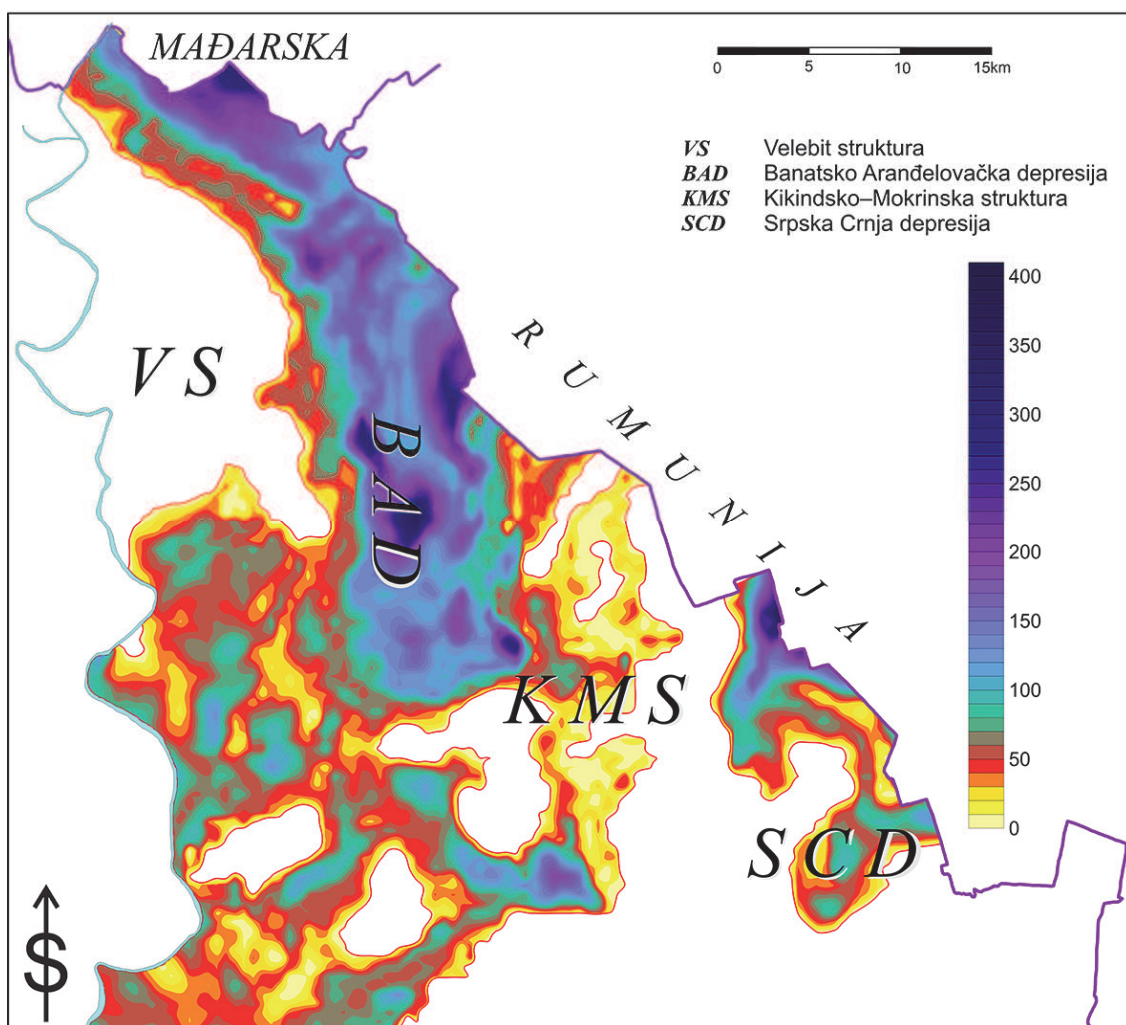 MAĐARSKA
0 5 10 15km
VS Velebit struktura
BAD Banatsko Aranđelovačka depresija
KMS Kikindsko–Mokrinska struktura
SCD Srpska Crnja depresija
400
350
300
250
200
150
100
50
0
RUMUNIJA
VS
BAD
KMS
SCD
S